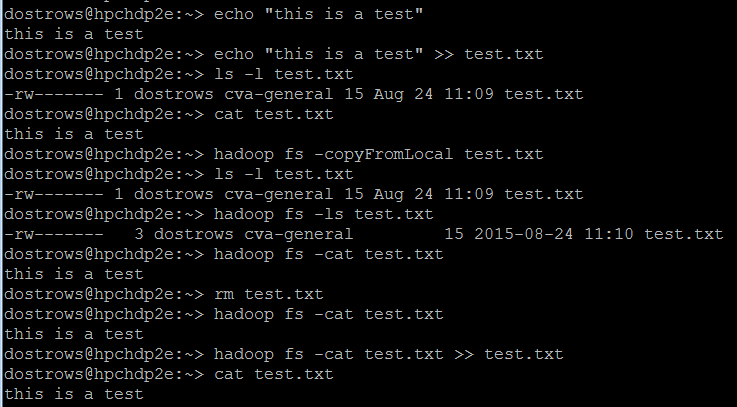 dostrows@hpchdp2e:~> echo "this is a test"
this is a test
dostrows@hpchdp2e:~> echo "this is a test" >> test.txt
dostrows@hpchdp2e:~> ls -l test.txt
-rw------- 1 dostrows cva-general 15 Aug 24 11:09 test.txt
dostrows@hpchdp2e:~> cat test.txt
this is a test
dostrows@hpchdp2e:~> hadoop fs -copyFromLocal test.txt
dostrows@hpchdp2e:~> ls -l test.txt
-rw------- 1 dostrows cva-general 15 Aug 24 11:09 test.txt
dostrows@hpchdp2e:~> hadoop fs -ls test.txt
-rw-------   3 dostrows cva-general         15 2015-08-24 11:10 test.txt
dostrows@hpchdp2e:~> hadoop fs -cat test.txt
this is a test
dostrows@hpchdp2e:~> rm test.txt
dostrows@hpchdp2e:~> hadoop fs -cat test.txt
this is a test
dostrows@hpchdp2e:~> hadoop fs -cat test.txt >> test.txt
dostrows@hpchdp2e:~> cat test.txt
this is a test